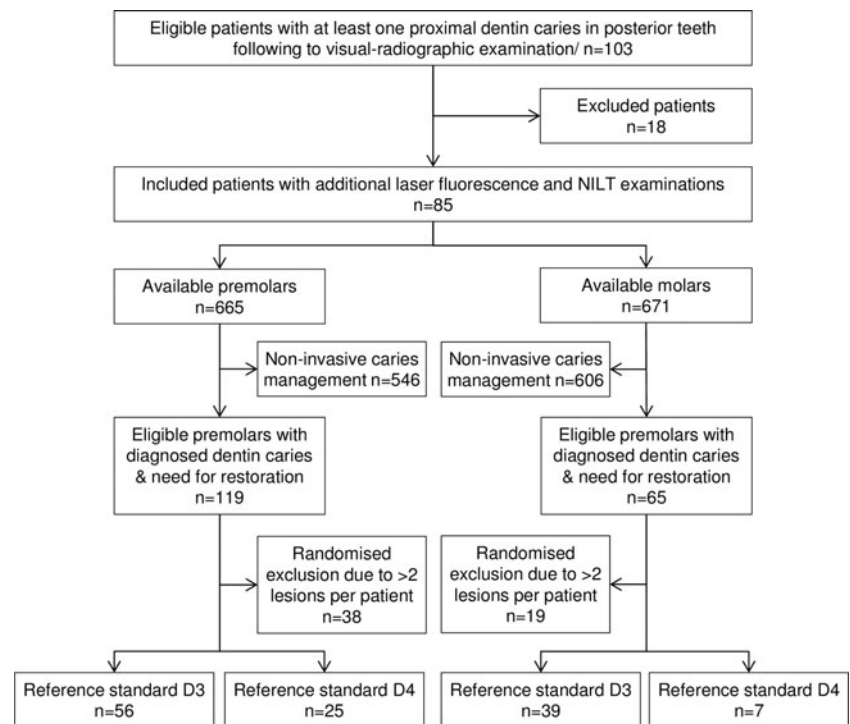 Eligible patients with at least one proximal dentin caries in posterior teeth
following to visual-radiographic examination/ n=103
Excluded patients
n=18
Included patients with additional laser fluorescence and NILT examinations
n=85
Available premolars
n=665
Available molars
n=671
Non-invasive caries
management n=546
Non-invasive caries
management n=606
Eligible premolars with
diagnosed dentin caries
& need for restoration
n=119
Eligible premolars with
diagnosed dentin caries
& need for restoration
n=65
Randomised
exclusion due to >2
lesions per patient
n=38
Randomised
exclusion due to >2
lesions per patient
n=19
Reference standard D3
n=56
Reference standard D4
n=25
Reference standard D3
n=39
Reference standard D4
n=7